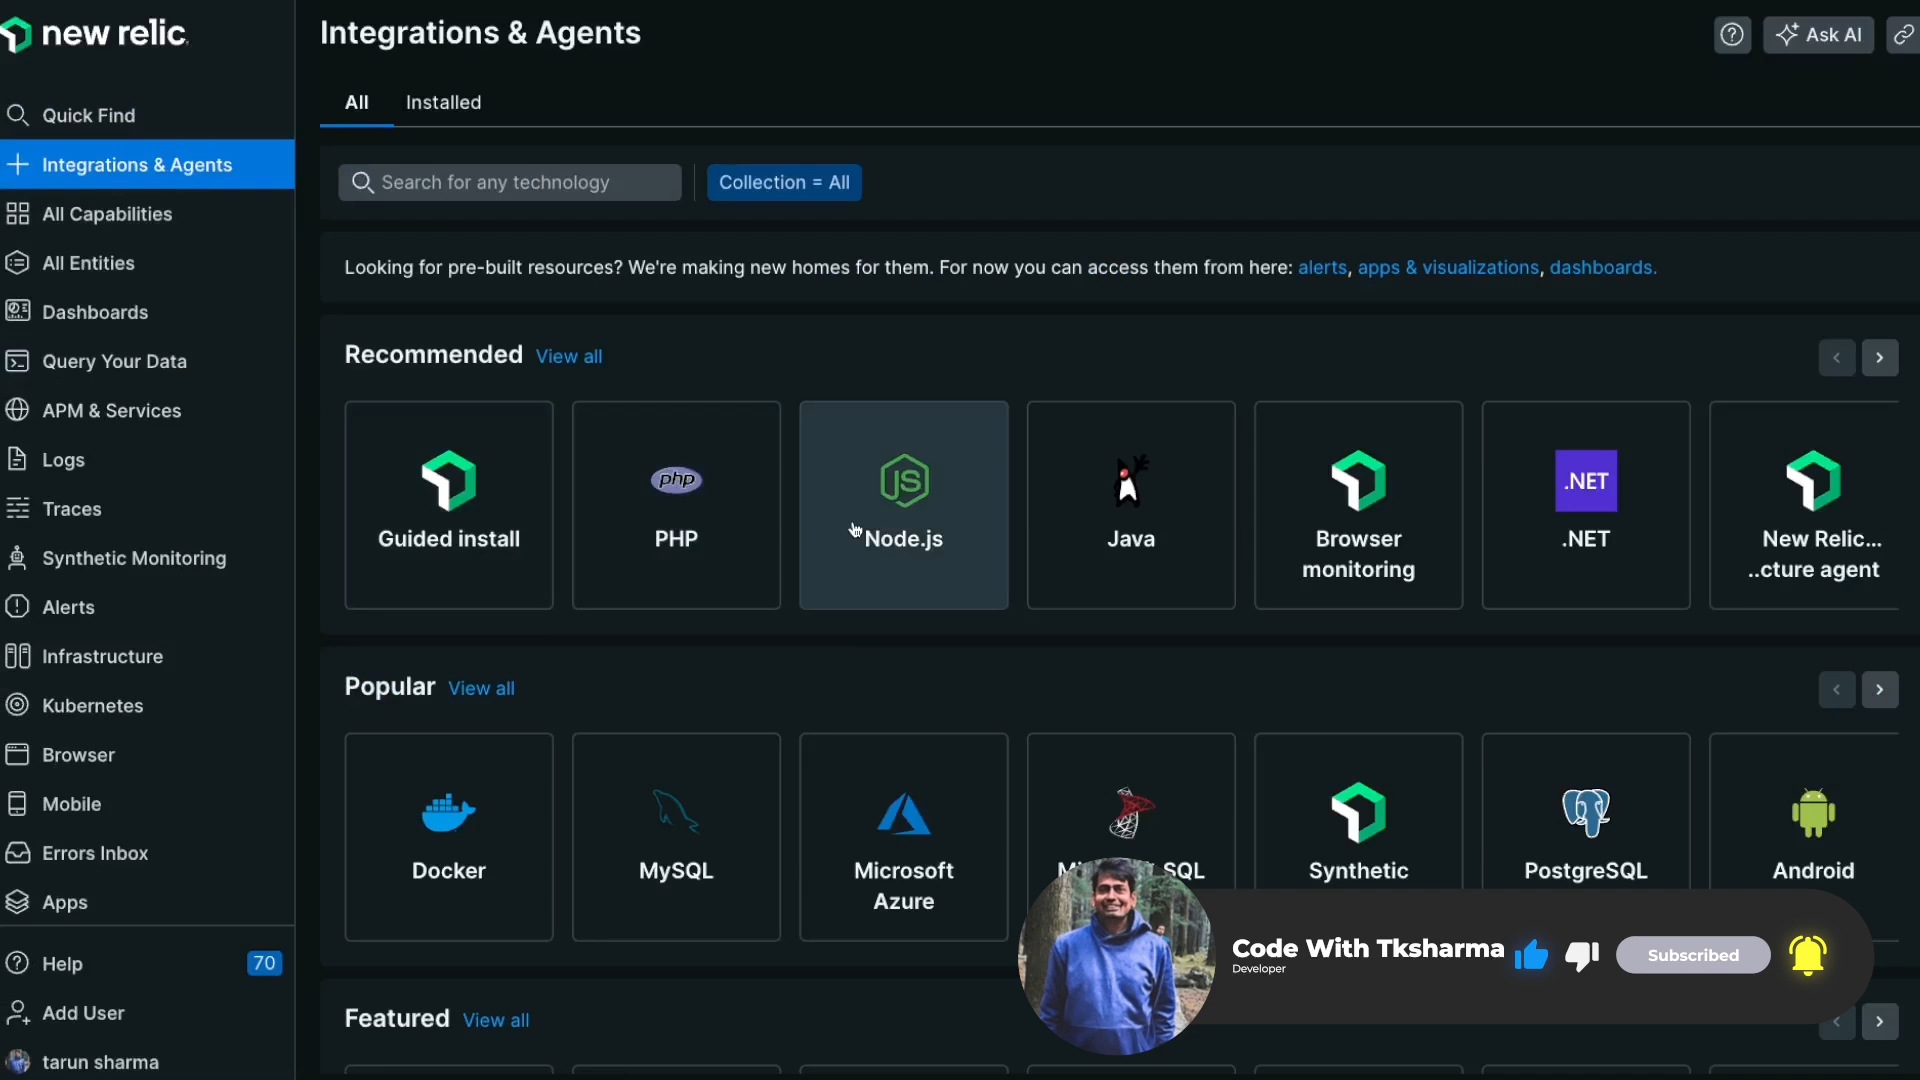 new relic.
Integrations & Agents
Ask AI
Quick Find
Integrations & Agents
All Capabilities
All Entities
Dashboards
Query Your Data
APM & Services
Logs
Traces
Synthetic Monitoring
Alerts
Infrastructure
Kubernetes
Browser
Mobile
Errors Inbox
Apps
Help 70
Add User
tarun sharma
All Installed
Search for any technology Collection = All
Looking for pre-built resources? We're making new homes for them. For now you can access them from here: alerts, apps & visualizations, dashboards.
Recommended View all
Guided install
php
PHP
JS
Node.js
Java
Browser
monitoring
.NET
.NET
New Relic...
..cture agent
Popular View all
Docker
MySQL
Microsoft
Azure
SQL
Synthetic
PostgreSQL
Android
Code With Tksharma
Developer
Subscribed
Featured View all